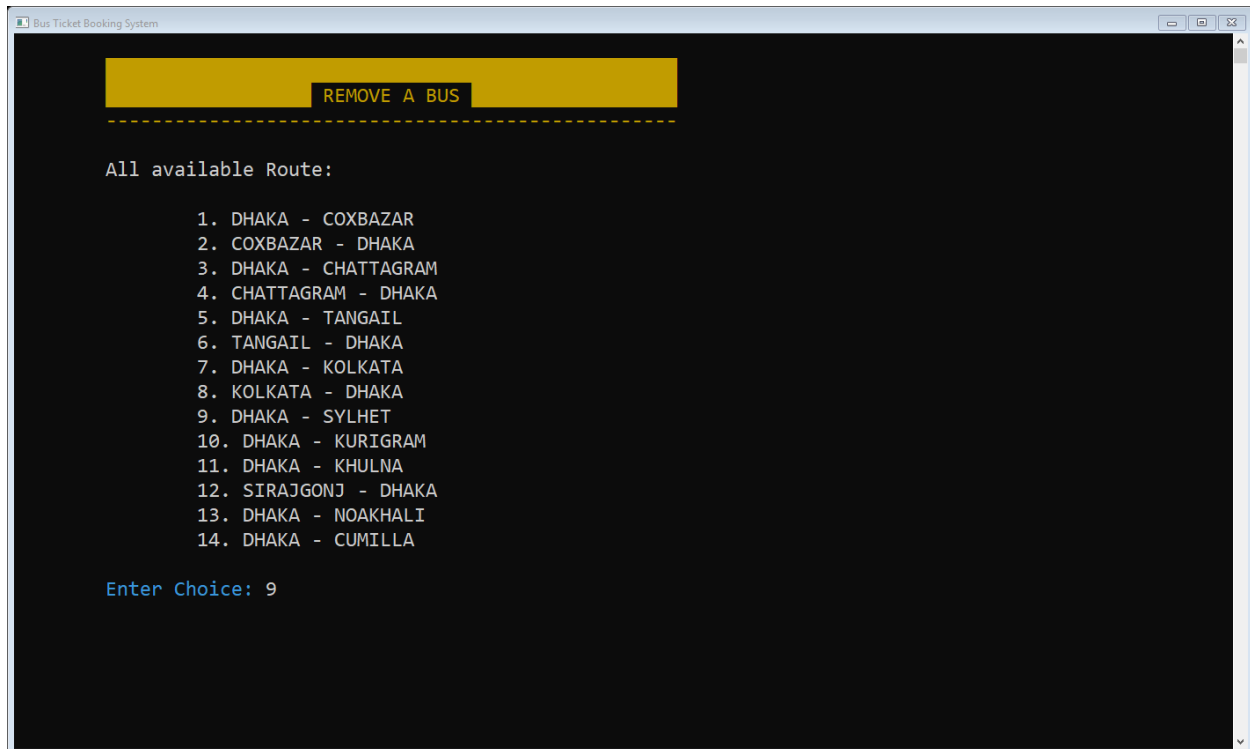 Bus Ticket Booking System
REMOVE A BUS
--------------------------------------------------
All available Route:
1. DHAKA - COXBAZAR
2. COXBAZAR - DHAKA
3. DHAKA - CHATTAGRAM
4. CHATTAGRAM - DHAKA
5. DHAKA - TANGAIL
6. TANGAIL - DHAKA
7. DHAKA - KOLKATA
8. KOLKATA - DHAKA
9. DHAKA - SYLHET
10. DHAKA - KURIGRAM
11. DHAKA - KHULNA
12. SIRAJGONJ - DHAKA
13. DHAKA - NOAKHALI
14. DHAKA - CUMILLA
Enter Choice: 9